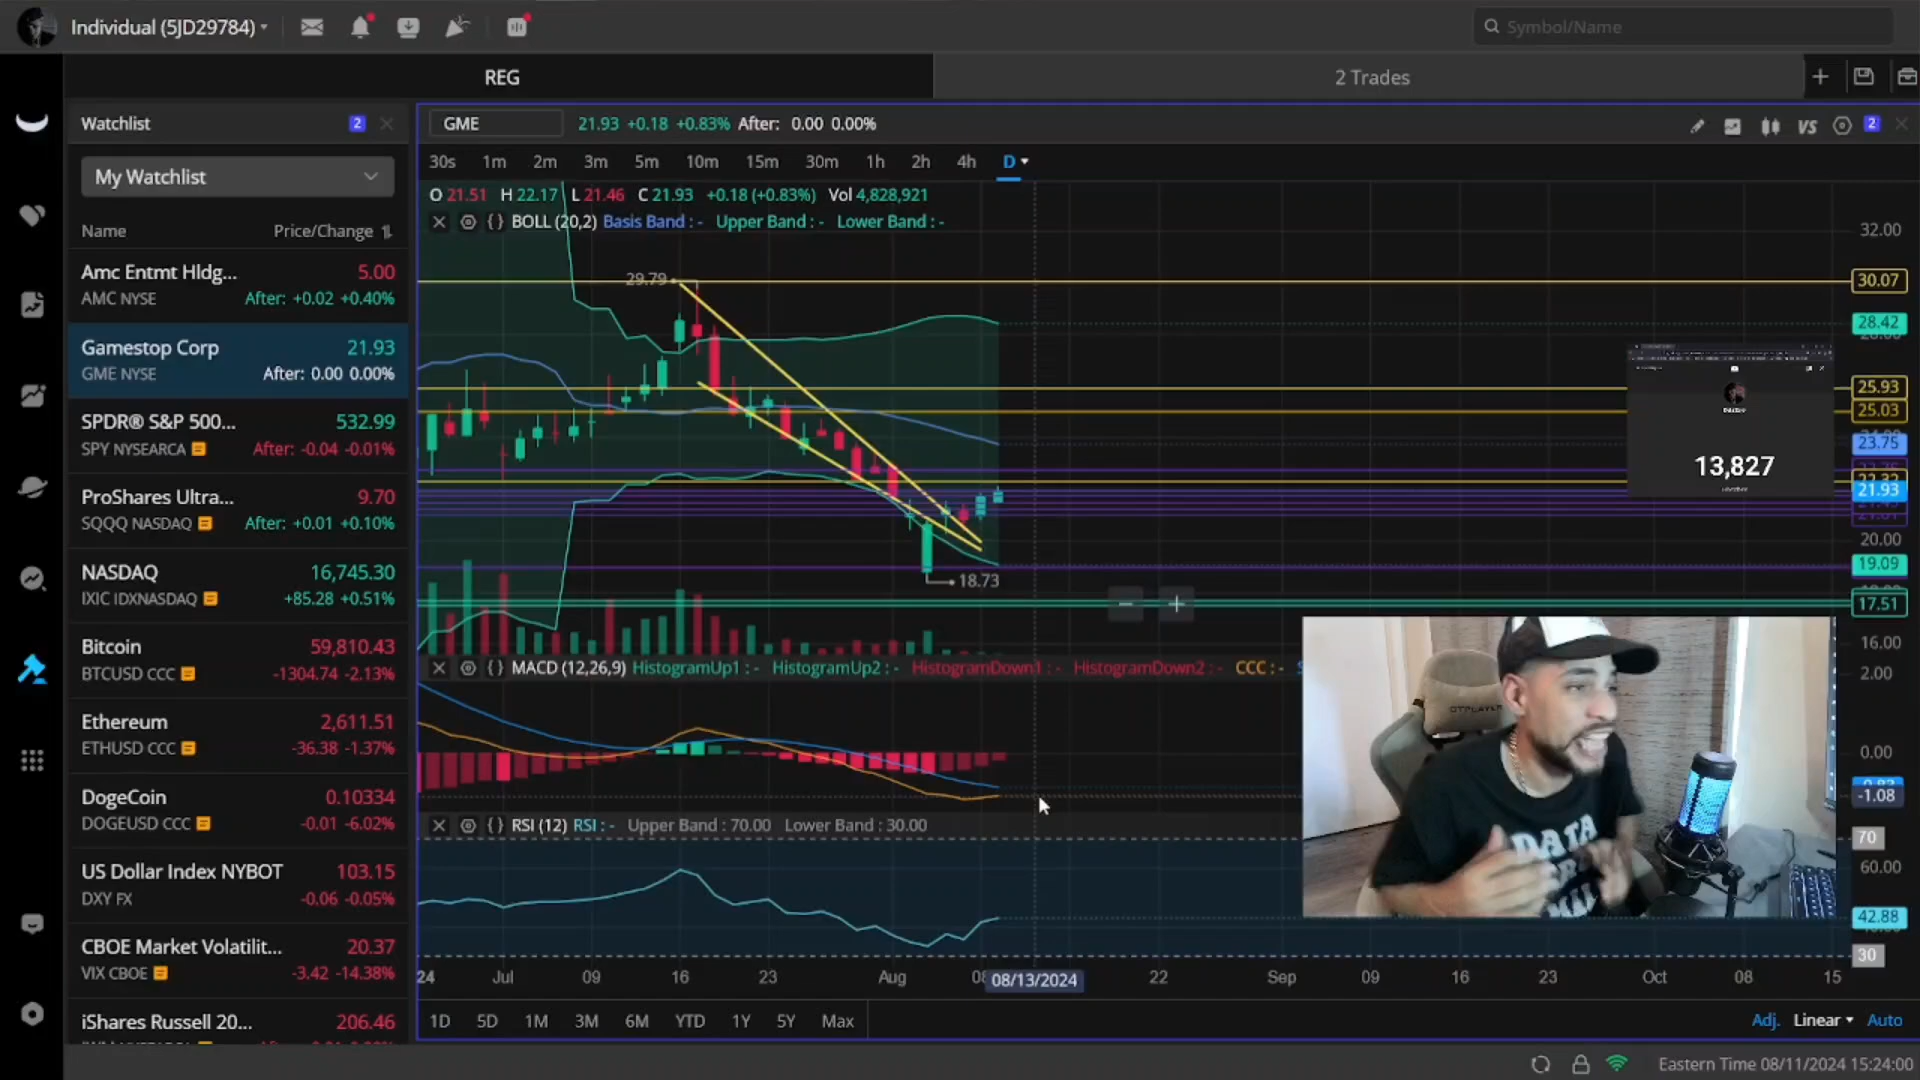 Individual (5JD29784)
Symbol/Name
REG
2 Trades
Watchlist
2
My Watchlist
Name Price/Change
Amc Entmt Hldg... 5.00
AMC NYSE After: +0.02 +0.40%
Gamestop Corp 21.93
GME NYSE After: 0.00 0.00%
SPDR® S&P 500... 532.99
SPY NYSEARCA After: -0.04 -0.01%
ProShares Ultra... 9.70
SQQQ NASDAQ After: +0.01 +0.10%
NASDAQ 16,745.30
IXIC IDXNASDAQ +85.28 +0.51%
Bitcoin 59,810.43
BTCUSD CCC -1304.74 -2.13%
Ethereum 2,611.51
ETHUSD CCC -36.38 -1.37%
DogeCoin 0.10334
DOGEUSD CCC -0.01 -6.02%
US Dollar Index NYBOT 103.15
DXY FX -0.06 -0.05%
CBOE Market Volatilit... 20.37
VIX CBOE -3.42 -14.38%
iShares Russell 20... 206.46
GME 21.93 +0.18 +0.83% After: 0.00 0.00%
VS 2
30s 1m 2m 3m 5m 10m 15m 30m 1h 2h 4h D
O 21.51 H 22.17 L 21.46 C 21.93 +0.18 (+0.83%) Vol 4,828,921
BOLL (20,2) Basis Band : - Upper Band : - Lower Band : -
32.00
29.79
30.07
28.42
25.93
25.03
23.75
13,827
21.93
20.00
19.09
18.73
17.51
16.00
MACD (12,26,9) HistogramUp1 : - HistogramUp2 : - HistogramDown1 : - HistogramDown2 : - CCC : -
2.00
0.00
-1.08
RSI (12) RSI : - Upper Band : 70.00 Lower Band : 30.00
70
60.00
42.88
30
DATA
24 Jul 09 16 23 Aug 08 08/13/2024 22 Sep 09 16 23 Oct 08 15
1D 5D 1M 3M 6M YTD 1Y 5Y Max
Adj. Linear Auto
Eastern Time 08/11/2024 15:24:00